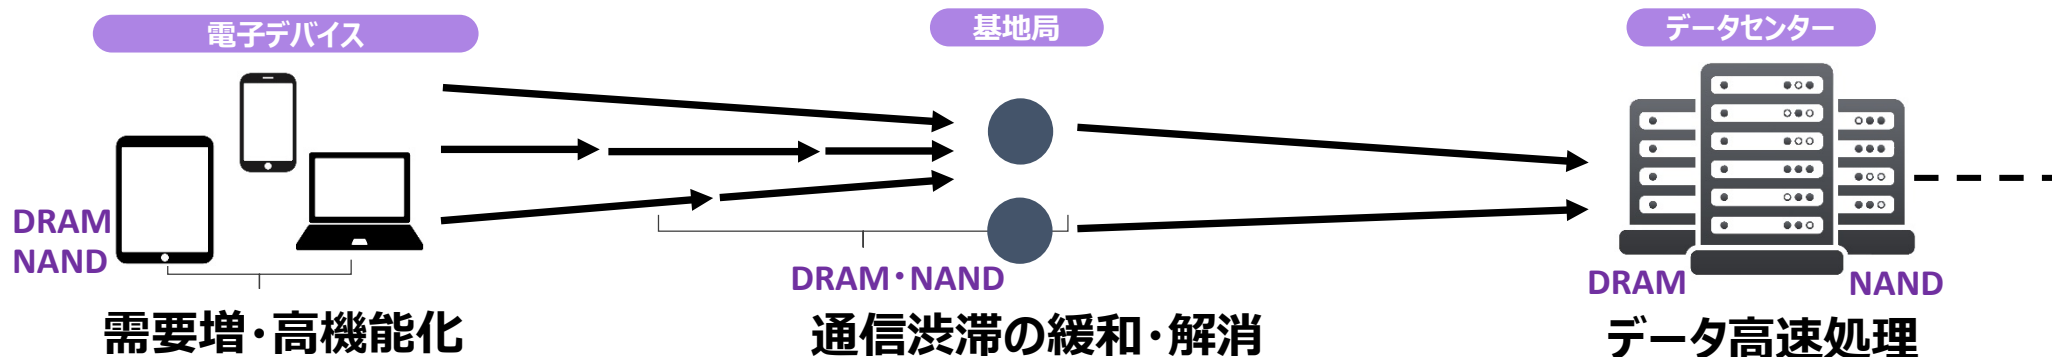 電子デバイス
基地局
データセンター
DRAM
NAND
DRAM・NAND
DRAM
NAND
需要増・高機能化
通信渋滞の緩和・解消
データ高速処理